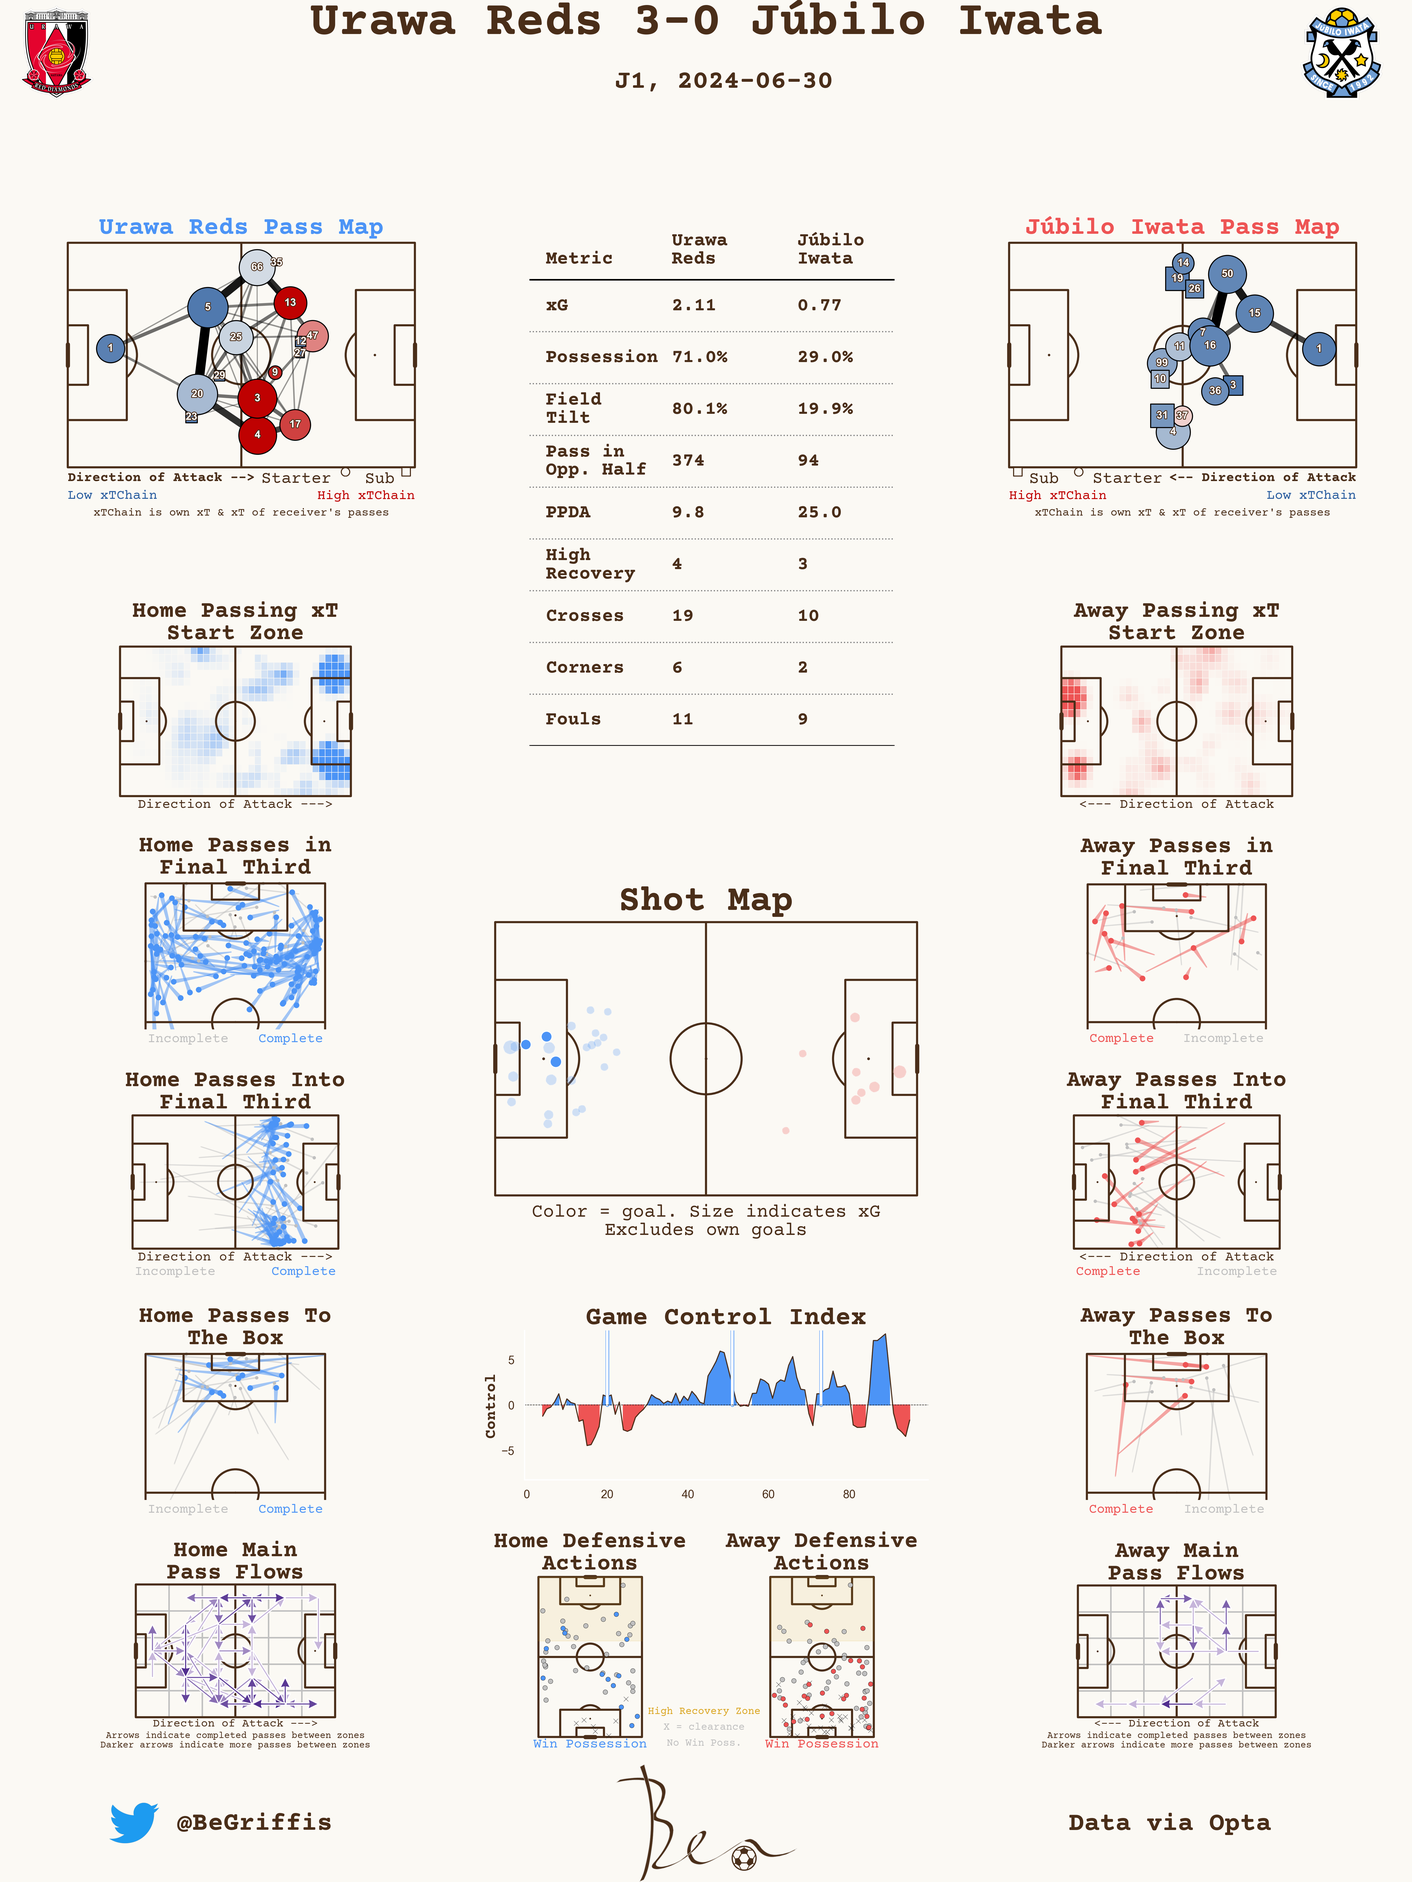 Urawa Reds 3-0 Júbilo Iwata
J1, 2024-06-30
URAWA
RED DIAMONDS
JUBILO IWATA
SINCE 1992
Urawa Reds Pass Map
66
35
5
13
25
47
12
27
1
29
9
20
3
23
17
4
Direction of Attack --> Starter Sub
Low xTChain High xTChain
xTChain is own xT & xT of receiver's passes
Metric Urawa Reds Júbilo Iwata
xG 2.11 0.77
Possession 71.0% 29.0%
Field Tilt 80.1% 19.9%
Pass in Opp. Half 374 94
PPDA 9.8 25.0
High Recovery 4 3
Crosses 19 10
Corners 6 2
Fouls 11 9
Júbilo Iwata Pass Map
14
19
50
26
15
7
11
16
1
99
10
3
36
31
37
4
Sub Starter <-- Direction of Attack
High xTChain Low xTChain
xTChain is own xT & xT of receiver's passes
Home Passing xT
Start Zone
Direction of Attack --->
Away Passing xT
Start Zone
<--- Direction of Attack
Home Passes in
Final Third
Incomplete Complete
Away Passes in
Final Third
Complete Incomplete
Shot Map
Color = goal. Size indicates xG
Excludes own goals
Home Passes Into
Final Third
Direction of Attack --->
Incomplete Complete
Away Passes Into
Final Third
<--- Direction of Attack
Complete Incomplete
Home Passes To
The Box
Incomplete Complete
Game Control Index
Control
5
0
−5
0 20 40 60 80
Away Passes To
The Box
Complete Incomplete
Home Main
Pass Flows
Direction of Attack --->
Arrows indicate completed passes between zones
Darker arrows indicate more passes between zones
Home Defensive
Actions
Win Possession
Away Defensive
Actions
Win Possession
High Recovery Zone
X = clearance
No Win Poss.
Away Main
Pass Flows
<--- Direction of Attack
Arrows indicate completed passes between zones
Darker arrows indicate more passes between zones
@BeGriffis
Ben
Data via Opta